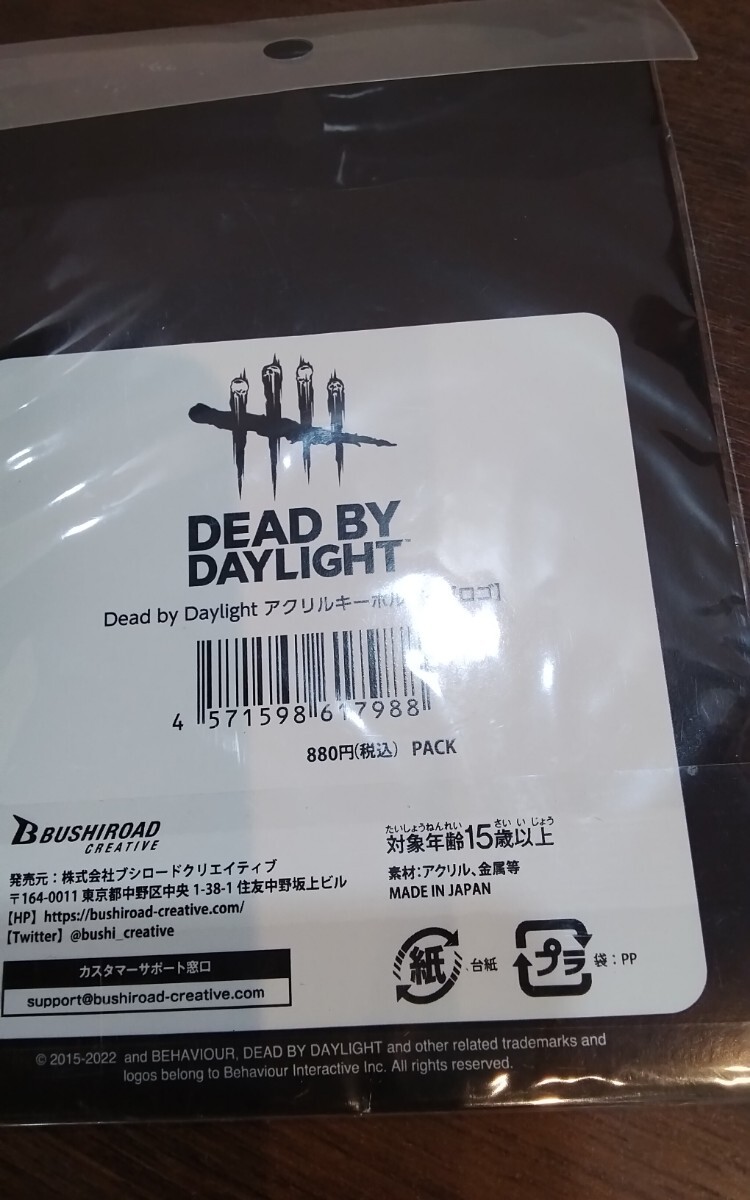 DEAD BY
DAYLIGHT™
Dead by Daylight アクリルキーホル [ロゴ]
4 571598 617988
880円(税込) PACK
BUSHIROAD
CREATIVE
発売元：株式会社ブシロードクリエイティブ
〒164-0011 東京都中野区中央 1-38-1 住友中野坂上ビル
【HP】https://bushiroad-creative.com/
【Twitter】@bushi_creative
カスタマーサポート窓口
support@bushiroad-creative.com
たいしょうねんれい さい い じょう
対象年齢15歳以上
素材：アクリル、金属等
MADE IN JAPAN
紙 台紙
プラ 袋：PP
© 2015-2022 and BEHAVIOUR, DEAD BY DAYLIGHT and other related trademarks and
logos belong to Behaviour Interactive Inc. All rights reserved.